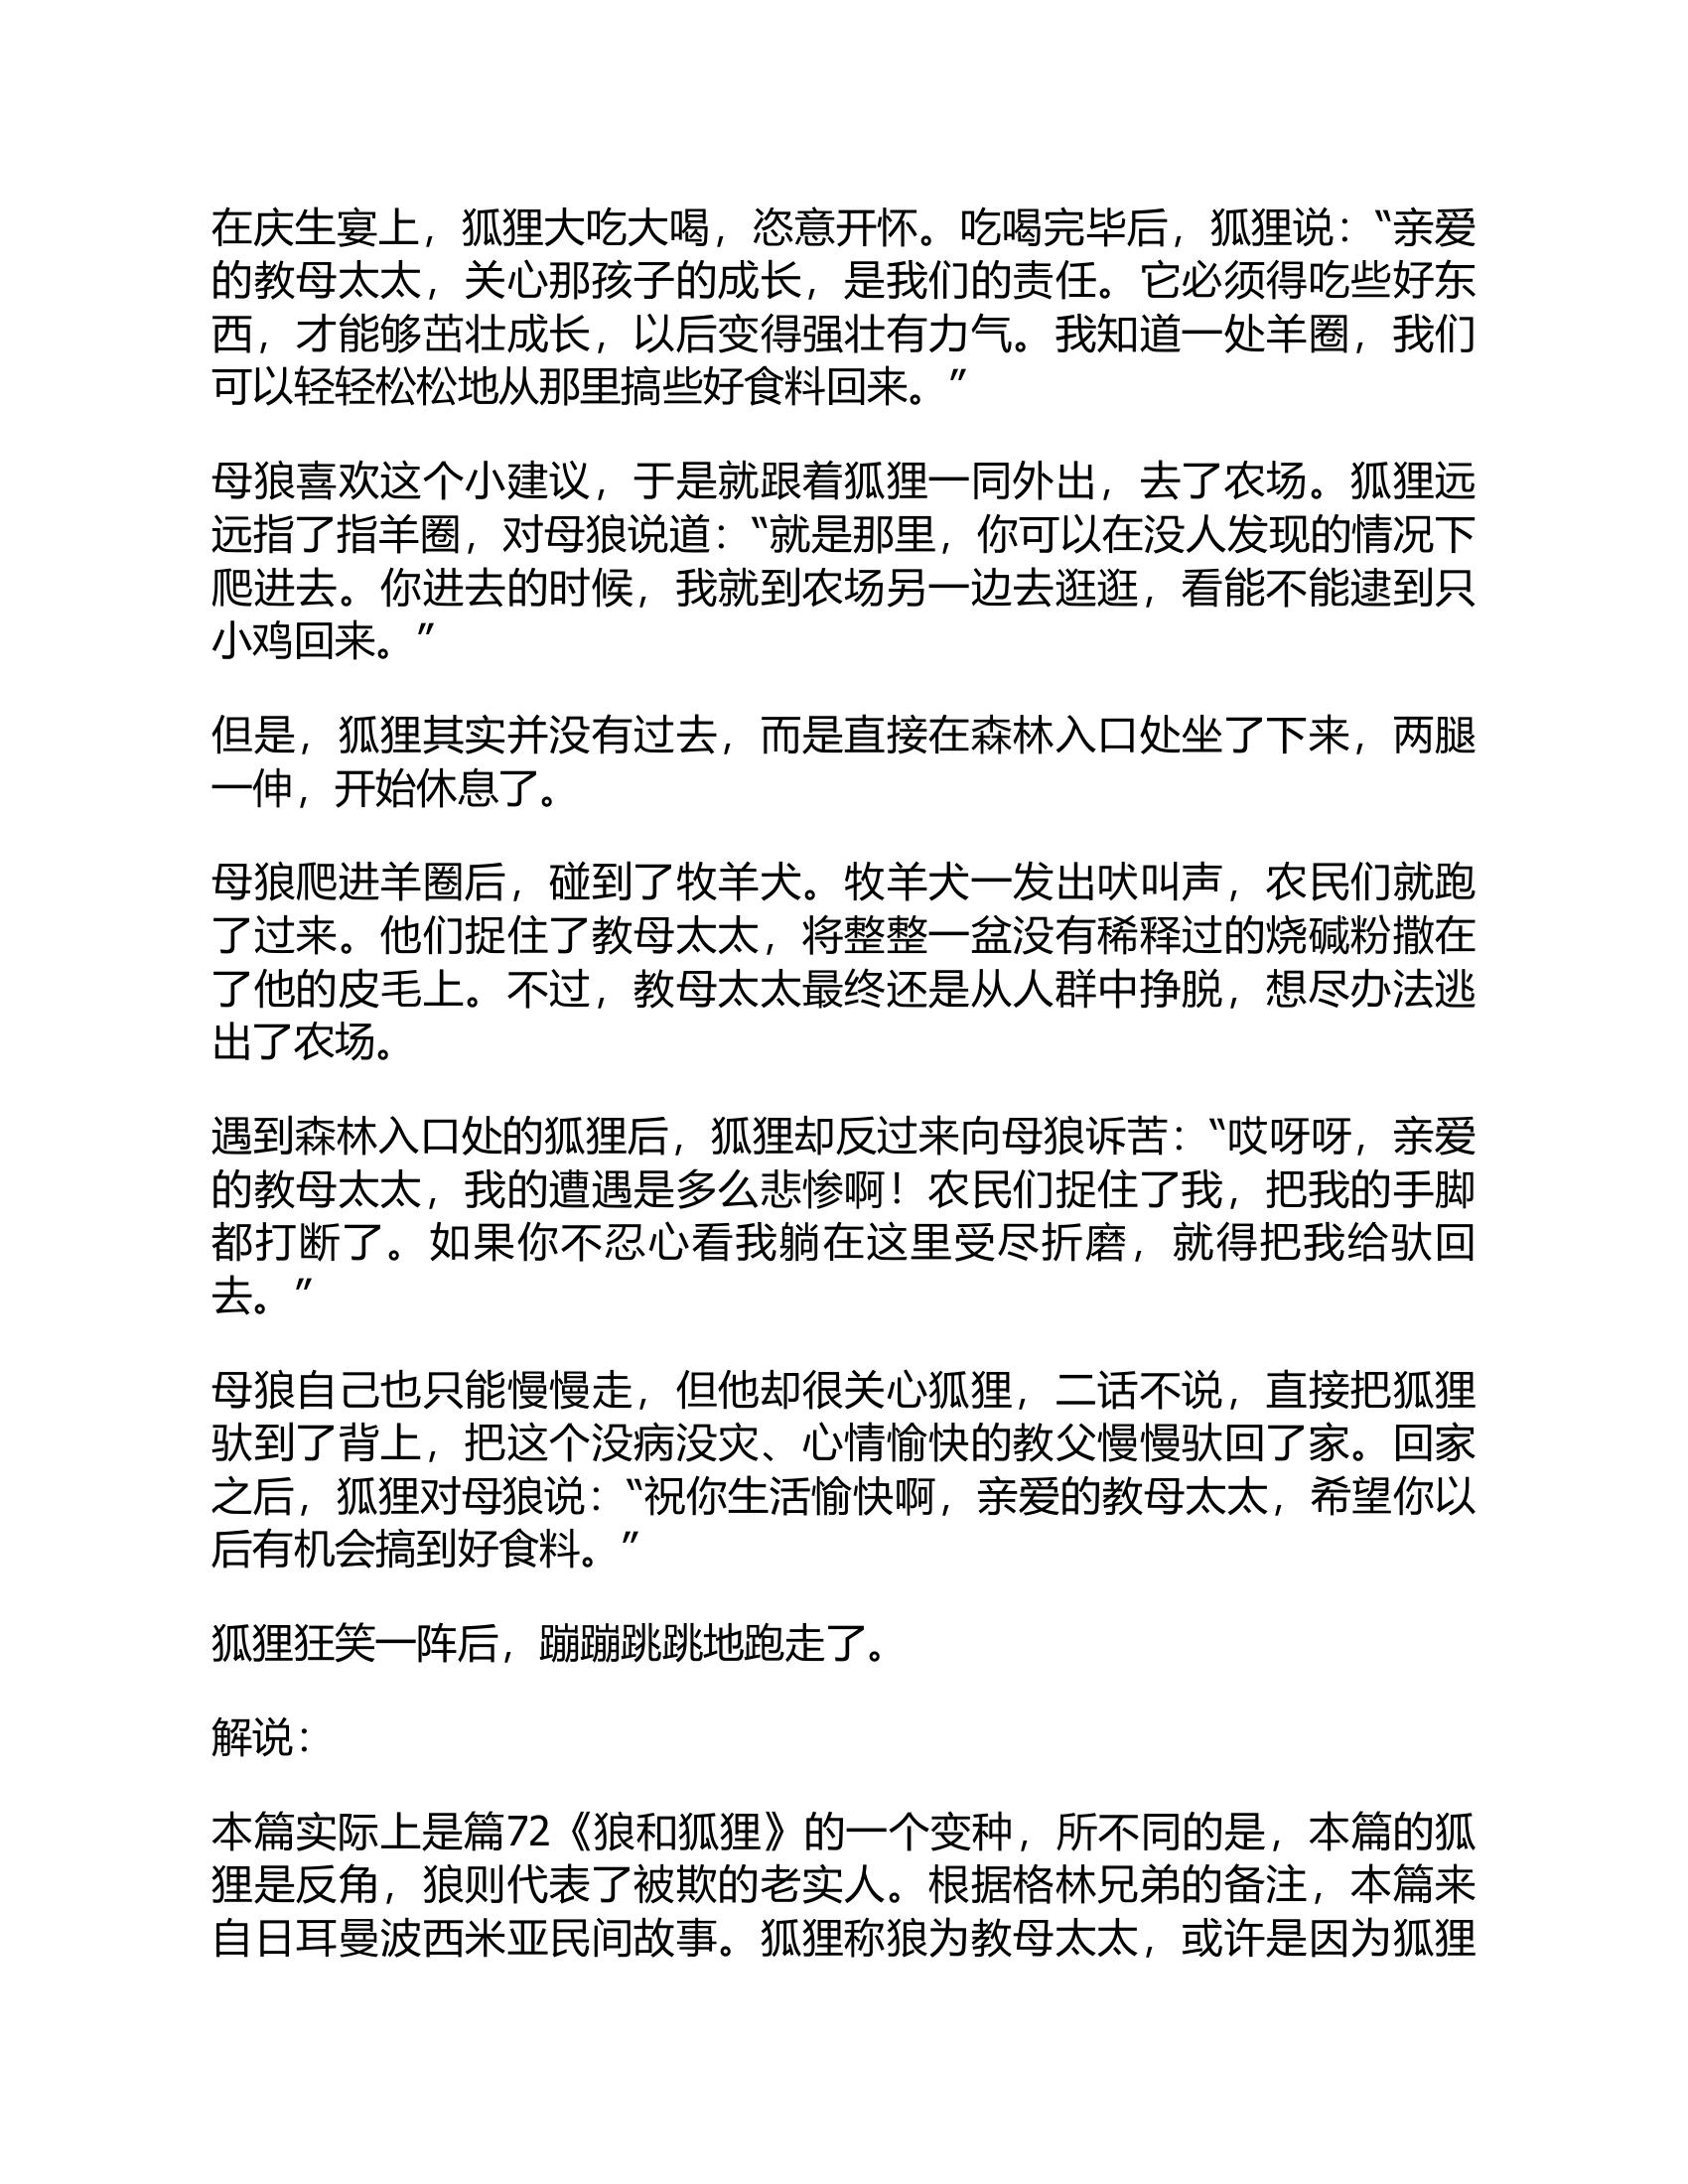 在庆生宴上，狐狸大吃大喝，恣意开怀。吃喝完毕后，狐狸说：“亲爱
的教母太太，关心那孩子的成长，是我们的责任。它必须得吃些好东
西，才能够茁壮成长，以后变得强壮有力气。我知道一处羊圈，我们
可以轻轻松松地从那里搞些好食料回来。”
母狼喜欢这个小建议，于是就跟着狐狸一同外出，去了农场。狐狸远
远指了指羊圈，对母狼说道：“就是那里，你可以在没人发现的情况下
爬进去。你进去的时候，我就到农场另一边去逛逛，看能不能逮到只
小鸡回来。”
但是，狐狸其实并没有过去，而是直接在森林入口处坐了下来，两腿
一伸，开始休息了。
母狼爬进羊圈后，碰到了牧羊犬。牧羊犬一发出吠叫声，农民们就跑
了过来。他们捉住了教母太太，将整整一盆没有稀释过的烧碱粉撒在
了他的皮毛上。不过，教母太太最终还是从人群中挣脱，想尽办法逃
出了农场。
遇到森林入口处的狐狸后，狐狸却反过来向母狼诉苦：“哎呀呀，亲爱
的教母太太，我的遭遇是多么悲惨啊！农民们捉住了我，把我的手脚
都打断了。如果你不忍心看我躺在这里受尽折磨，就得把我给驮回
去。”
母狼自己也只能慢慢走，但他却很关心狐狸，二话不说，直接把狐狸
驮到了背上，把这个没病没灾、心情愉快的教父慢慢驮回了家。回家
之后，狐狸对母狼说：“祝你生活愉快啊，亲爱的教母太太，希望你以
后有机会搞到好食料。”
狐狸狂笑一阵后，蹦蹦跳跳地跑走了。
解说：
本篇实际上是篇72《狼和狐狸》的一个变种，所不同的是，本篇的狐
狸是反角，狼则代表了被欺的老实人。根据格林兄弟的备注，本篇来
自日耳曼波西米亚民间故事。狐狸称狼为教母太太，或许是因为狐狸